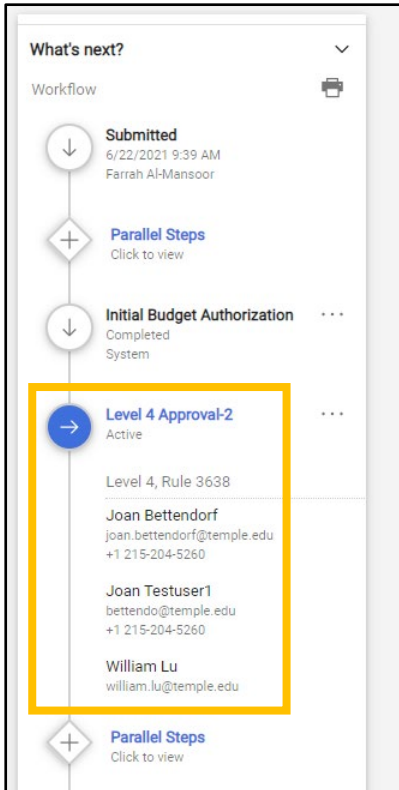 What's next?
Workflow
Submitted
6/22/2021 9:39 AM
Farrah Al-Mansoor
Parallel Steps
Click to view
Initial Budget Authorization
Completed
System
Level 4 Approval-2
Active
Level 4, Rule 3638
Joan Bettendorf
joan.bettendorf@temple.edu
+1 215-204-5260
Joan Testuser1
bettendo@temple.edu
+1 215-204-5260
William Lu
william.lu@temple.edu
Parallel Steps
Click to view